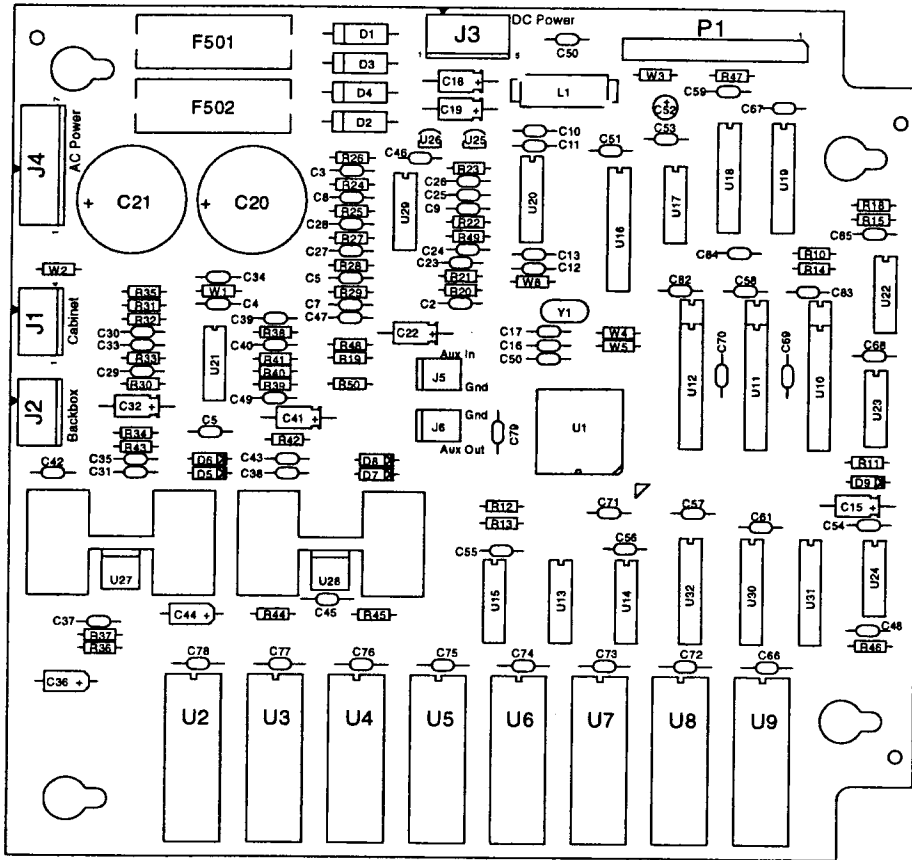 F501
D1
J3
DC Power
C50
P1
1
1
5
D3
W3
R47
F502
D4
C18 +
L1
C59
C19 +
+
C52
C67
D2
7
J4
AC Power
1
U26
U25
C10
C11
C51
C53
C46
R26
C3
R24
C8
R25
C28
R27
C27
R28
C5
R29
C7
C47
R23
C26
C25
C9
R22
R49
C24
C23
R21
R20
C2
U29
U20
U16
U17
U18
U19
+ C21
+ C20
R18
R15
C85
C13
C12
W8
C84
R10
R14
W2
C34
W1
C4
R35
R31
R32
C30
C33
R33
C29
R30
J1
Cabinet
4
1
C39
R38
C40
R41
R40
R39
C49
U21
R48
R19
R50
C22 +
Y1
C17
C16
C50
W4
W5
C82
C58
C83
U22
C70
C69
C68
U12
U11
U10
Aux In
J5
Gnd
J2
Backbox
C32 +
C5
C41 +
R42
J6
Gnd
Aux Out
C79
U1
U23
R34
R43
C42
C35
C31
D6
D5
C43
C38
D8
D7
R11
D9
C15 +
C54
R12
R13
C71
C57
C61
C55
C56
U27
U28
U15
U13
U14
U32
U30
U31
U24
C45
C37
R37
R36
C44 +
R44
R45
C48
R46
C36 +
C78
C77
C76
C75
C74
C73
C72
C66
U2
U3
U4
U5
U6
U7
U8
U9